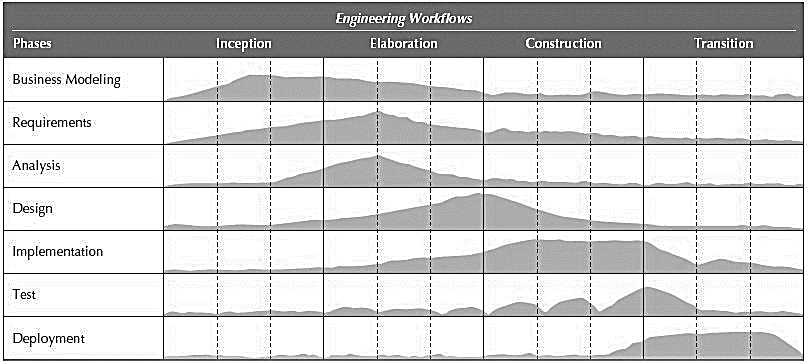 Engineering Workflows
Phases Inception Elaboration Construction Transition
Business Modeling
Requirements
Analysis
Design
Implementation
Test
Deployment